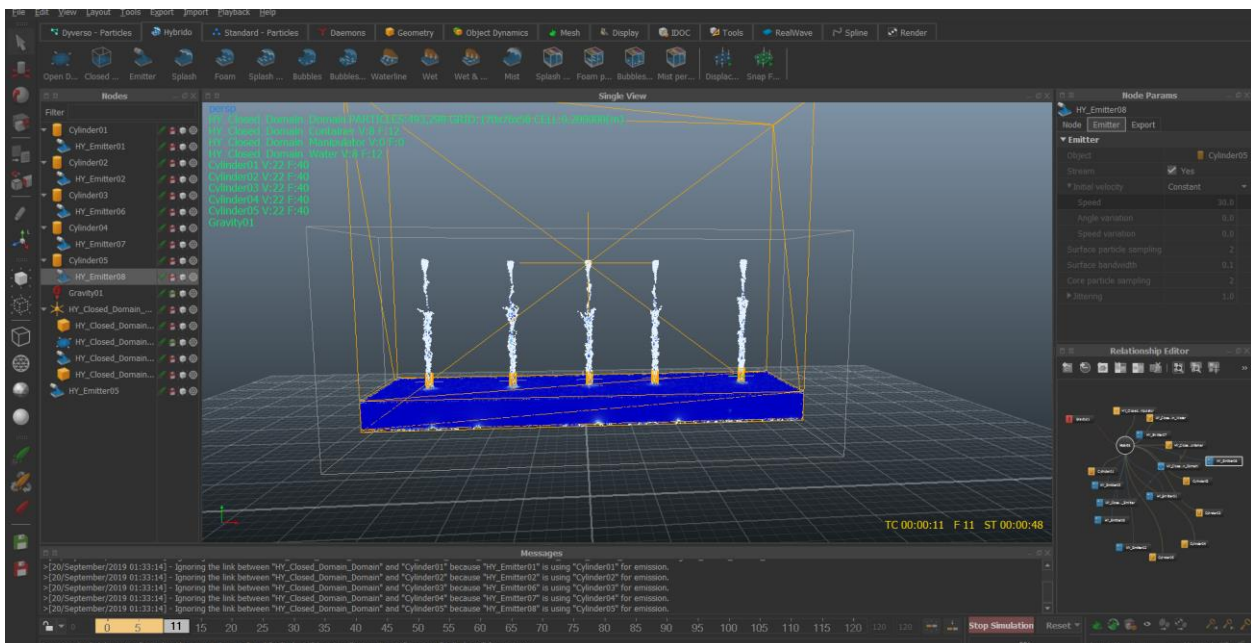 File Edit View Layout Tools Export Import Playback Help
Dyverso - Particles Hybrido Standard - Particles Daemons Geometry Object Dynamics Mesh Display IDOC Tools RealWave Spline Render
Open D... Closed ... Emitter Splash Foam Splash ... Bubbles Bubbles... Waterline Wet Wet & ... Mist Splash ... Foam p... Bubbles... Mist per... Displac... Snap F...
Nodes
Filter
Cylinder01
HY_Emitter01
Cylinder02
HY_Emitter02
Cylinder03
HY_Emitter06
Cylinder04
HY_Emitter07
Cylinder05
HY_Emitter08
Gravity01
HY_Closed_Domain_...
HY_Closed_Domain...
HY_Closed_Domain...
HY_Closed_Domain...
HY_Closed_Domain...
HY_Emitter05
Single View
persp
HY_Closed_Domain_Domain
HY_Closed_Domain_Container V:8 F:12
HY_Closed_Domain_Manipulator V:0 F:0
HY_Closed_Domain_Water V:8 F:12
Cylinder01 V:22 F:40
Cylinder02 V:22 F:40
Cylinder03 V:22 F:40
Cylinder04 V:22 F:40
Cylinder05 V:22 F:40
Gravity01
TC 00:00:11 F 11 ST 00:00:48
Node Params
HY_Emitter08
Node Emitter Export
Emitter
Object Cylinder05
Stream Yes
Initial velocity Constant
Speed 30.0
Angle variation 0.0
Speed variation 0.0
Surface particle sampling 2
Surface bandwidth 0.1
Core particle sampling 2
Jittering 1.0
Relationship Editor
Messages
>[20/September/2019 01:33:14] - Ignoring the link between "HY_Closed_Domain_Domain" and "Cylinder01" because "HY_Emitter01" is using "Cylinder01" for emission.
>[20/September/2019 01:33:14] - Ignoring the link between "HY_Closed_Domain_Domain" and "Cylinder02" because "HY_Emitter02" is using "Cylinder02" for emission.
>[20/September/2019 01:33:14] - Ignoring the link between "HY_Closed_Domain_Domain" and "Cylinder03" because "HY_Emitter06" is using "Cylinder03" for emission.
>[20/September/2019 01:33:14] - Ignoring the link between "HY_Closed_Domain_Domain" and "Cylinder04" because "HY_Emitter07" is using "Cylinder04" for emission.
>[20/September/2019 01:33:14] - Ignoring the link between "HY_Closed_Domain_Domain" and "Cylinder05" because "HY_Emitter08" is using "Cylinder05" for emission.
0 0 5 11 15 20 25 30 35 40 45 50 55 60 65 70 75 80 85 90 95 100 105 110 115 120 120 120 Stop Simulation Reset